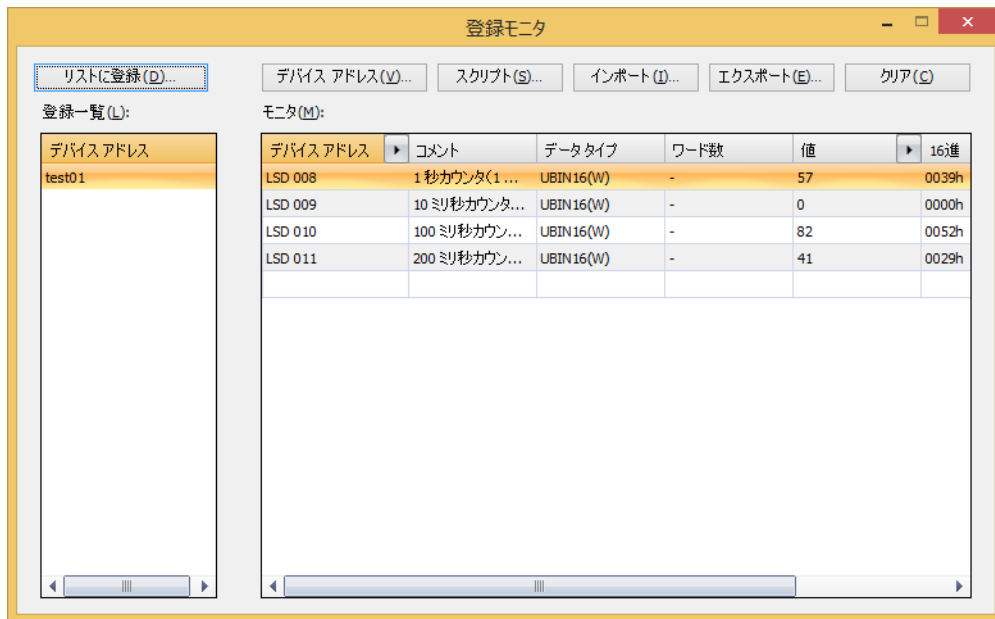 登録モニタ
リストに登録(D)... デバイス アドレス(V)... スクリプト(S)... インポート(I)... エクスポート(E)... クリア(C)
登録一覧(L): モニタ(M):
デバイス アドレス デバイス アドレス コメント データ タイプ ワード数 値 16進
test01 LSD 008 1 秒カウンタ(1 ... UBIN16(W) - 57 0039h
LSD 009 10 ミリ秒カウンタ... UBIN16(W) - 0 0000h
LSD 010 100 ミリ秒カウン... UBIN16(W) - 82 0052h
LSD 011 200 ミリ秒カウン... UBIN16(W) - 41 0029h